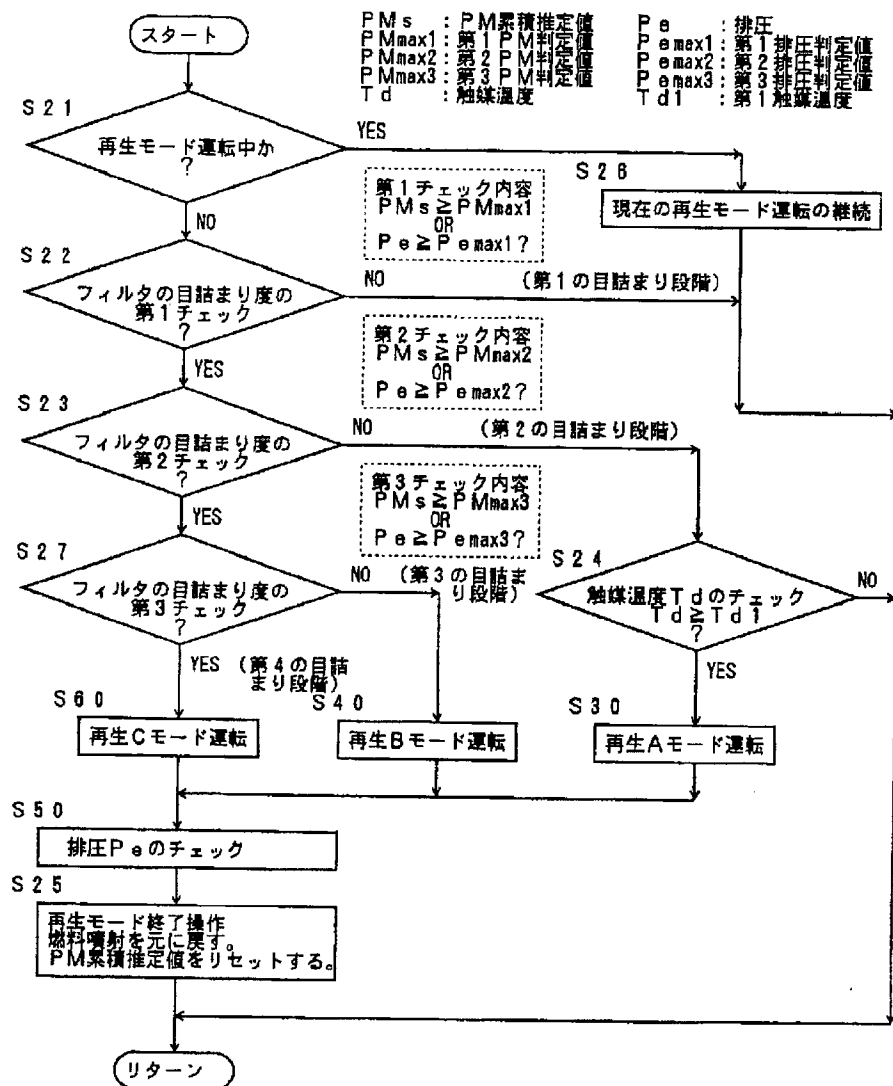 スタート
PMs : PM累積推定値
PMmax1 : 第1PM判定値
PMmax2 : 第2PM判定値
PMmax3 : 第3PM判定値
Td : 触媒温度
Pe : 排圧
Pemax1 : 第1排圧判定値
Pemax2 : 第2排圧判定値
Pemax3 : 第3排圧判定値
Td1 : 第1触媒温度
S21
再生モード運転中か
?
YES
NO
S26
現在の再生モード運転の継続
第1チェック内容
PMs≧PMmax1
OR
Pe≧Pemax1?
S22
フィルタの目詰まり度の
第1チェック
?
NO
(第1の目詰まり段階)
YES
第2チェック内容
PMs≧PMmax2
OR
Pe≧Pemax2?
S23
フィルタの目詰まり度の
第2チェック
?
NO
(第2の目詰まり段階)
YES
第3チェック内容
PMs≧PMmax3
OR
Pe≧Pemax3?
S27
フィルタの目詰まり度の
第3チェック
?
NO
(第3の目詰ま
り段階)
S24
触媒温度Tdのチェック
Td≧Td1
?
NO
YES
YES
(第4の目詰
まり段階)
S60
再生Cモード運転
S40
再生Bモード運転
S30
再生Aモード運転
S50
排圧Peのチェック
S25
再生モード終了操作
燃料噴射を元に戻す。
PM累積推定値をリセットする。
リターン